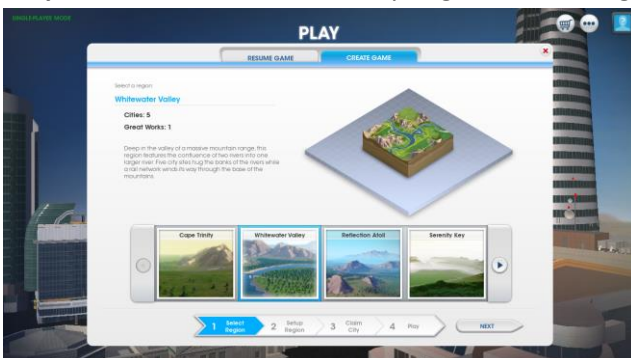 SINGLE-PLAYER MODE
PLAY
RESUME GAME
CREATE GAME
Select a region
Whitewater Valley
Cities: 5
Great Works: 1
Deep in the valley of a massive mountain range, this
region features the confluence of two rivers into one
larger river. Five city sites hug the banks of the rivers while
a rail network winds its way through the base of the
mountains.
Cape Trinity
Whitewater Valley
Reflection Atoll
Serenity Key
1 Select Region
2 Setup Region
3 Claim City
4 Play
NEXT